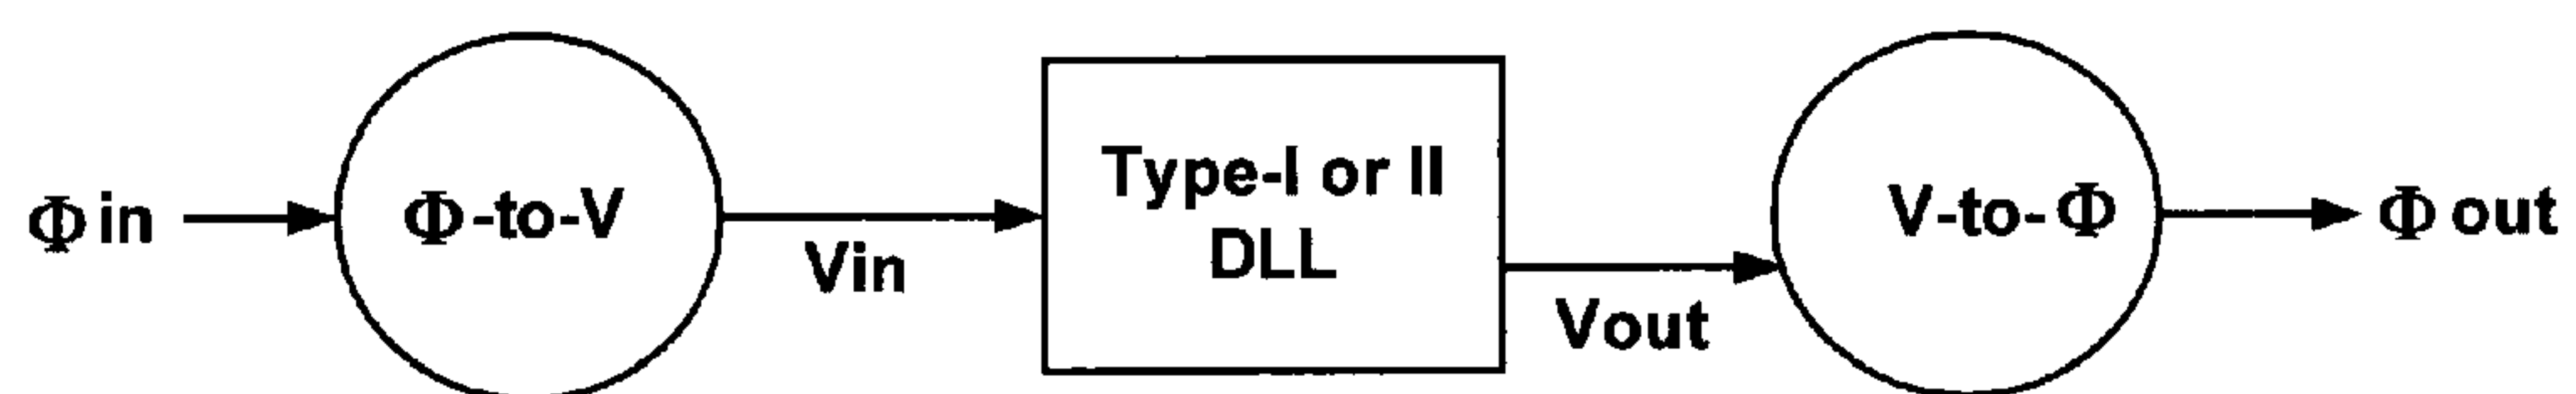 Φ in
Φ-to-V
Vin
Type-I or II
DLL
Vout
V-to-Φ
Φ out